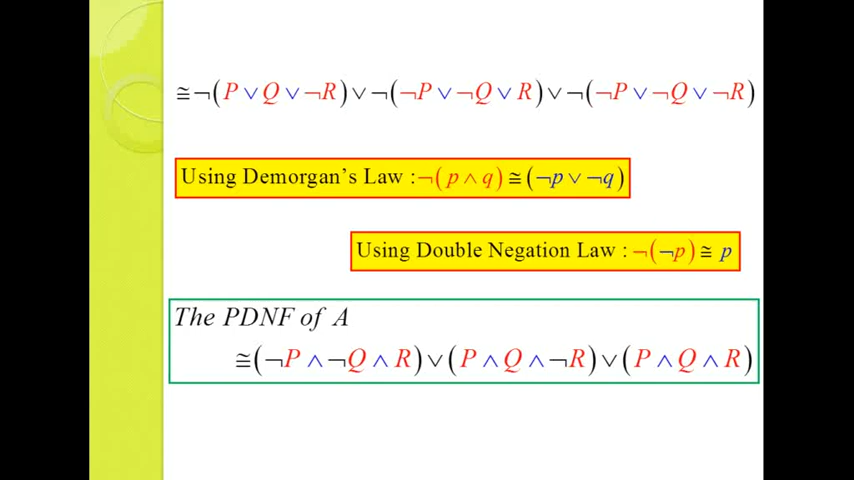 ≅¬(P∨Q∨¬R)∨¬(¬P∨¬Q∨R)∨¬(¬P∨¬Q∨¬R)
Using Demorgan’s Law :¬(p∧q)≅(¬p∨¬q)
Using Double Negation Law : ¬(¬p)≅p
The PDNF of A
≅(¬P∧¬Q∧R)∨(P∧Q∧¬R)∨(P∧Q∧R)